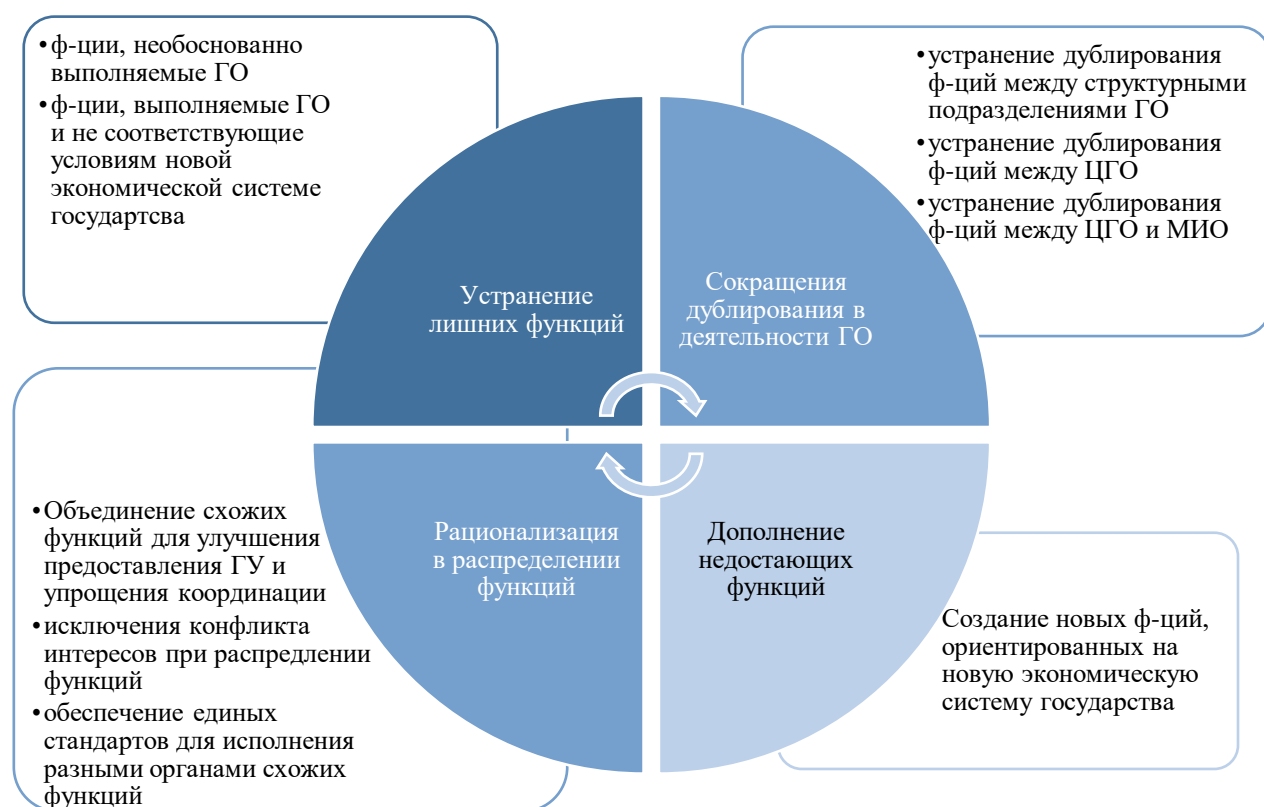 •ф-ции, необоснованно
выполняемые ГО
•ф-ции, выполняемые ГО
и не соответствующие
условиям новой
экономической системе
государтсва
•устранение дублирования
ф-ций между структурными
подразделениями ГО
•устранение дублирования
ф-ций между ЦГО
•устранение дублирования
ф-ций между ЦГО и МИО
Устранение
лишних функций
Сокращения
дублирования в
деятельности ГО
•Объединение схожих
функций для улучшения
предоставления ГУ и
упрощения координации
•исключения конфликта
интересов при распредлении
функций
•обеспечение единых
стандартов для исполнения
разными органами схожих
функций
Рационализация
в распределении
функций
Дополнение
недостающих
функций
Создание новых ф-ций,
ориентированных на
новую экономическую
систему государства